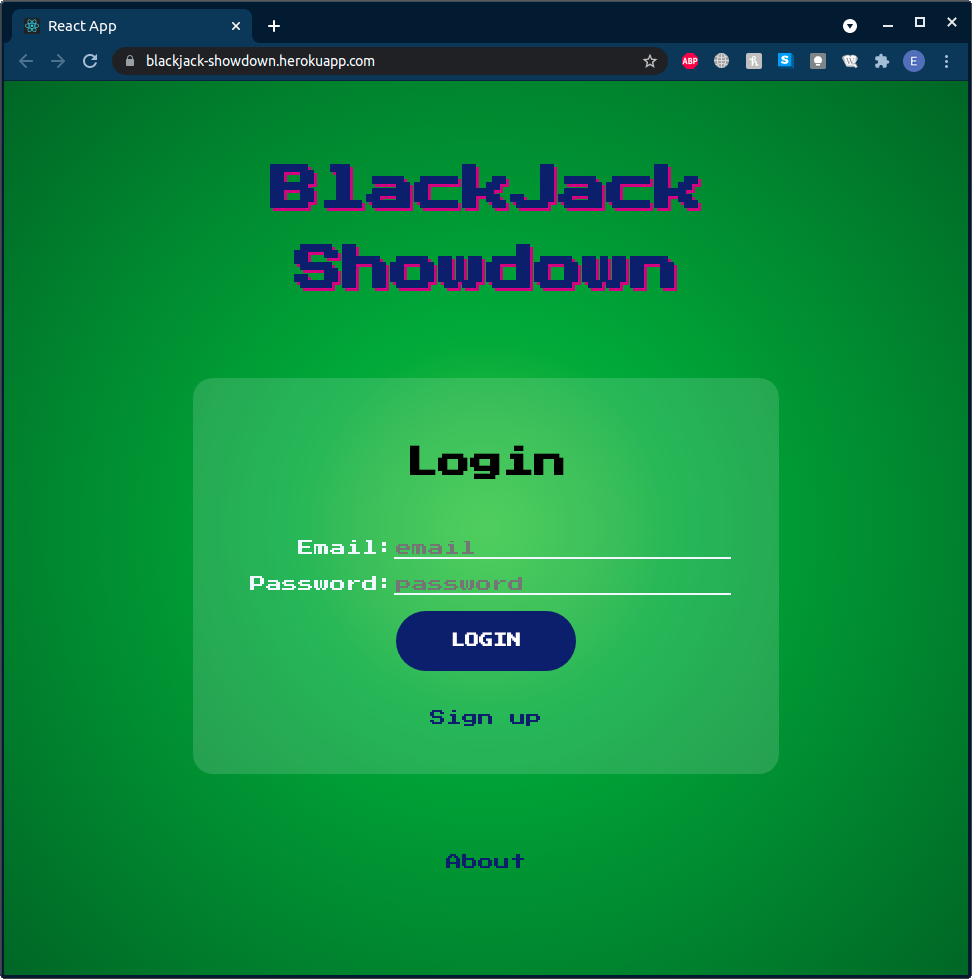 React App
blackjack-showdown.herokuapp.com
ABP
S
E
BlackJack
Showdown
Login
Email:
email
Password:
password
LOGIN
Sign up
About